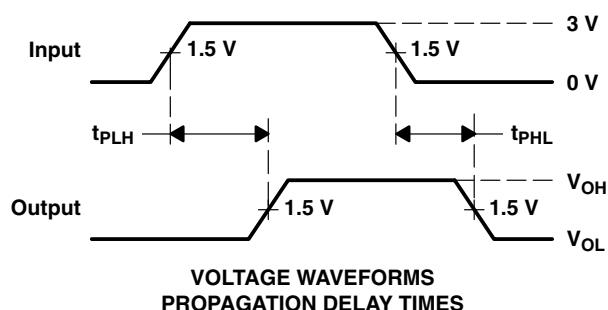 3 V
Input
1.5 V
1.5 V
0 V
tPLH
tPHL
VOH
Output
1.5 V
1.5 V
VOL
VOLTAGE WAVEFORMS
PROPAGATION DELAY TIMES